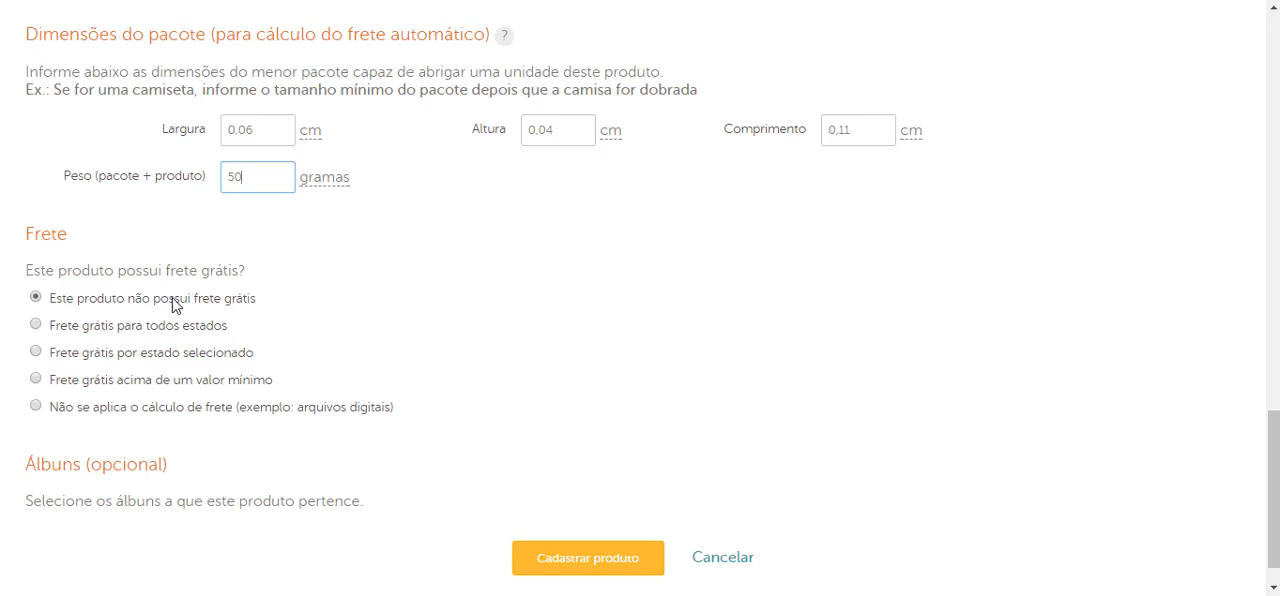 Dimensões do pacote (para cálculo do frete automático) ?
Informe abaixo as dimensões do menor pacote capaz de abrigar uma unidade deste produto.
Ex.: Se for uma camiseta, informe o tamanho mínimo do pacote depois que a camisa for dobrada
Largura 0,06 cm Altura 0,04 cm Comprimento 0,11 cm
Peso (pacote + produto) 50 gramas
Frete
Este produto possui frete grátis?
Este produto não possui frete grátis
Frete grátis para todos estados
Frete grátis por estado selecionado
Frete grátis acima de um valor mínimo
Não se aplica o cálculo de frete (exemplo: arquivos digitais)
Álbuns (opcional)
Selecione os álbuns a que este produto pertence.
Cadastrar produto Cancelar